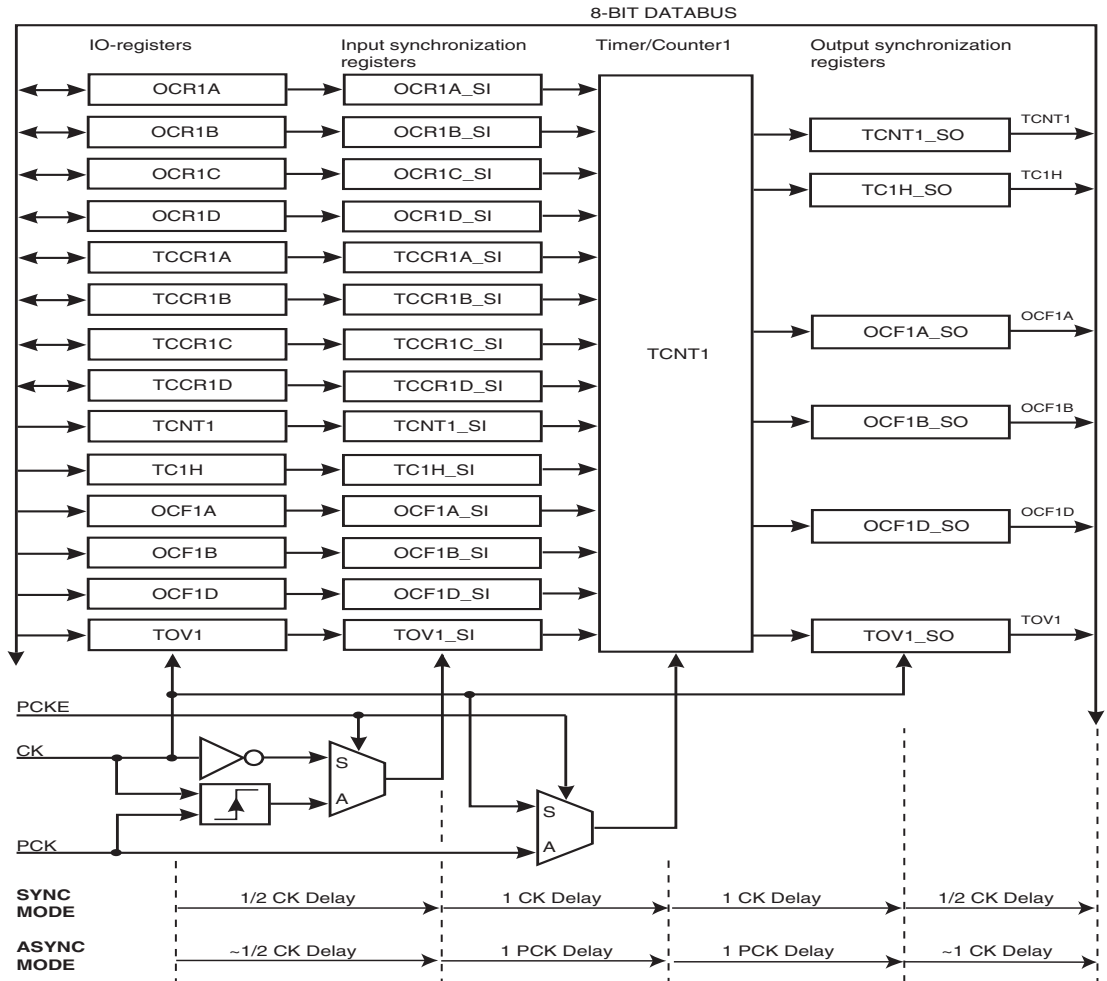 8-BIT DATABUS
IO-registers
Input synchronization
registers
Timer/Counter1
Output synchronization
registers
OCR1A
OCR1A_SI
OCR1B
OCR1B_SI
OCR1C
OCR1C_SI
OCR1D
OCR1D_SI
TCCR1A
TCCR1A_SI
TCCR1B
TCCR1B_SI
TCCR1C
TCCR1C_SI
TCCR1D
TCCR1D_SI
TCNT1
TCNT1_SI
TC1H
TC1H_SI
OCF1A
OCF1A_SI
OCF1B
OCF1B_SI
OCF1D
OCF1D_SI
TOV1
TOV1_SI
TCNT1
TCNT1_SO
TCNT1
TC1H_SO
TC1H
OCF1A_SO
OCF1A
OCF1B_SO
OCF1B
OCF1D_SO
OCF1D
TOV1_SO
TOV1
PCKE
CK
S
A
PCK
S
A
SYNC
MODE
1/2 CK Delay
1 CK Delay
1 CK Delay
1/2 CK Delay
ASYNC
MODE
~1/2 CK Delay
1 PCK Delay
1 PCK Delay
~1 CK Delay